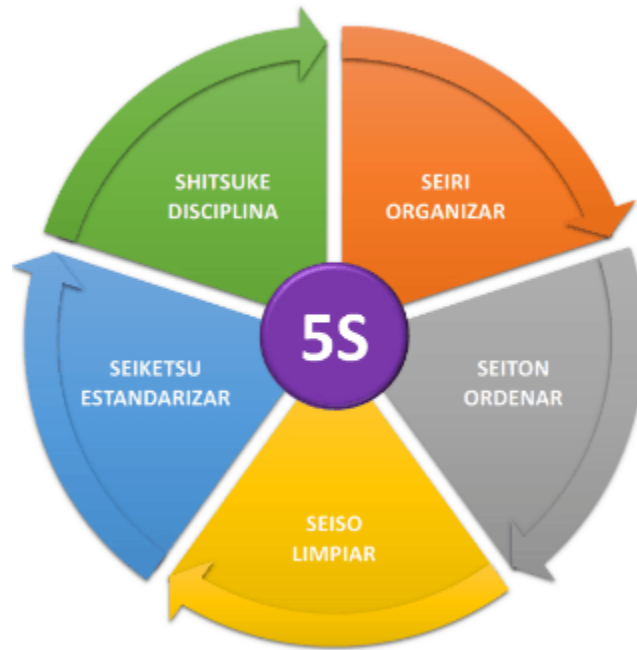 SHITSUKE
DISCIPLINA
SEIRI
ORGANIZAR
5S
SEIKETSU
ESTANDARIZAR
SEITON
ORDENAR
SEISO
LIMPIAR